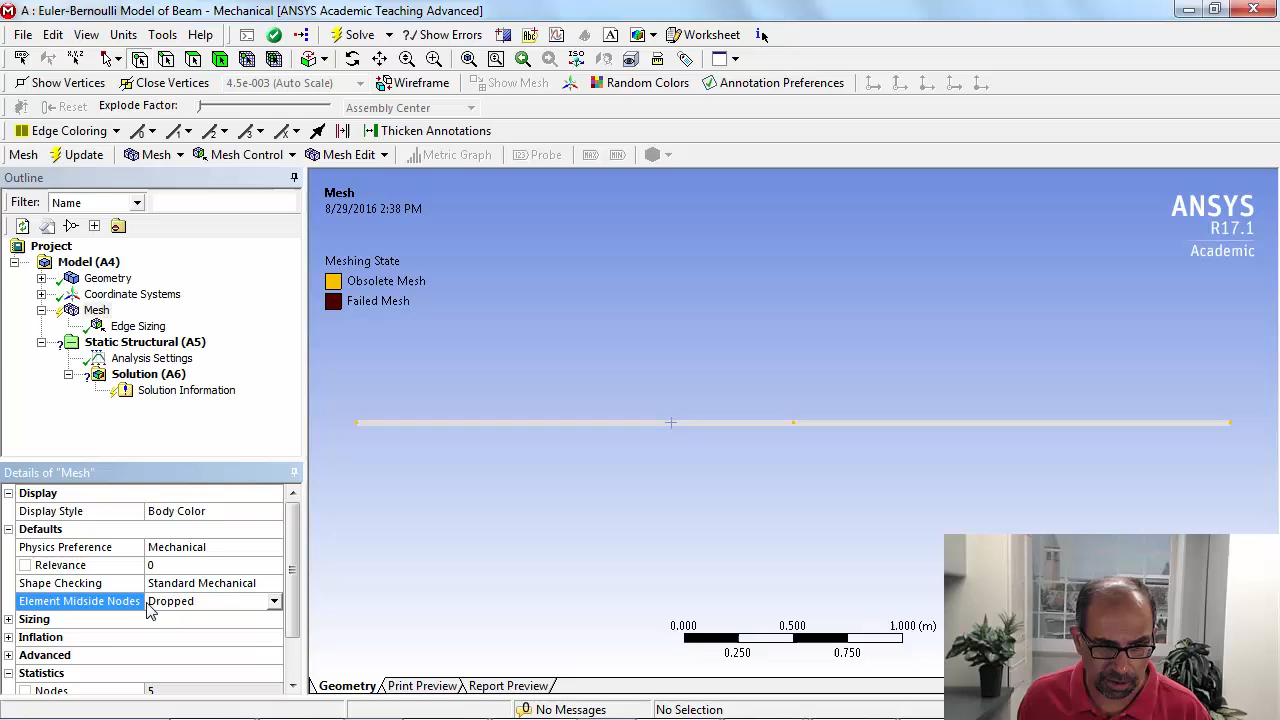 A : Euler-Bernoulli Model of Beam - Mechanical [ANSYS Academic Teaching Advanced]
File Edit View Units Tools Help Solve Show Errors Worksheet
Show Vertices Close Vertices 4.5e-003 (Auto Scale) Wireframe Show Mesh Random Colors Annotation Preferences
Reset Explode Factor: Assembly Center
Edge Coloring Thicken Annotations
Mesh Update Mesh Mesh Control Mesh Edit Metric Graph Probe
Outline
Filter: Name
Project
Model (A4)
Geometry
Coordinate Systems
Mesh
Edge Sizing
Static Structural (A5)
Analysis Settings
Solution (A6)
Solution Information
Details of "Mesh"
Display
Display Style Body Color
Defaults
Physics Preference Mechanical
Relevance 0
Shape Checking Standard Mechanical
Element Midside Nodes Dropped
Sizing
Inflation
Advanced
Statistics
Nodes 5
Mesh
8/29/2016 2:38 PM
Meshing State
Obsolete Mesh
Failed Mesh
ANSYS
R17.1
Academic
0.000 0.500 1.000 (m)
0.250 0.750
Geometry Print Preview Report Preview
No Messages No Selection